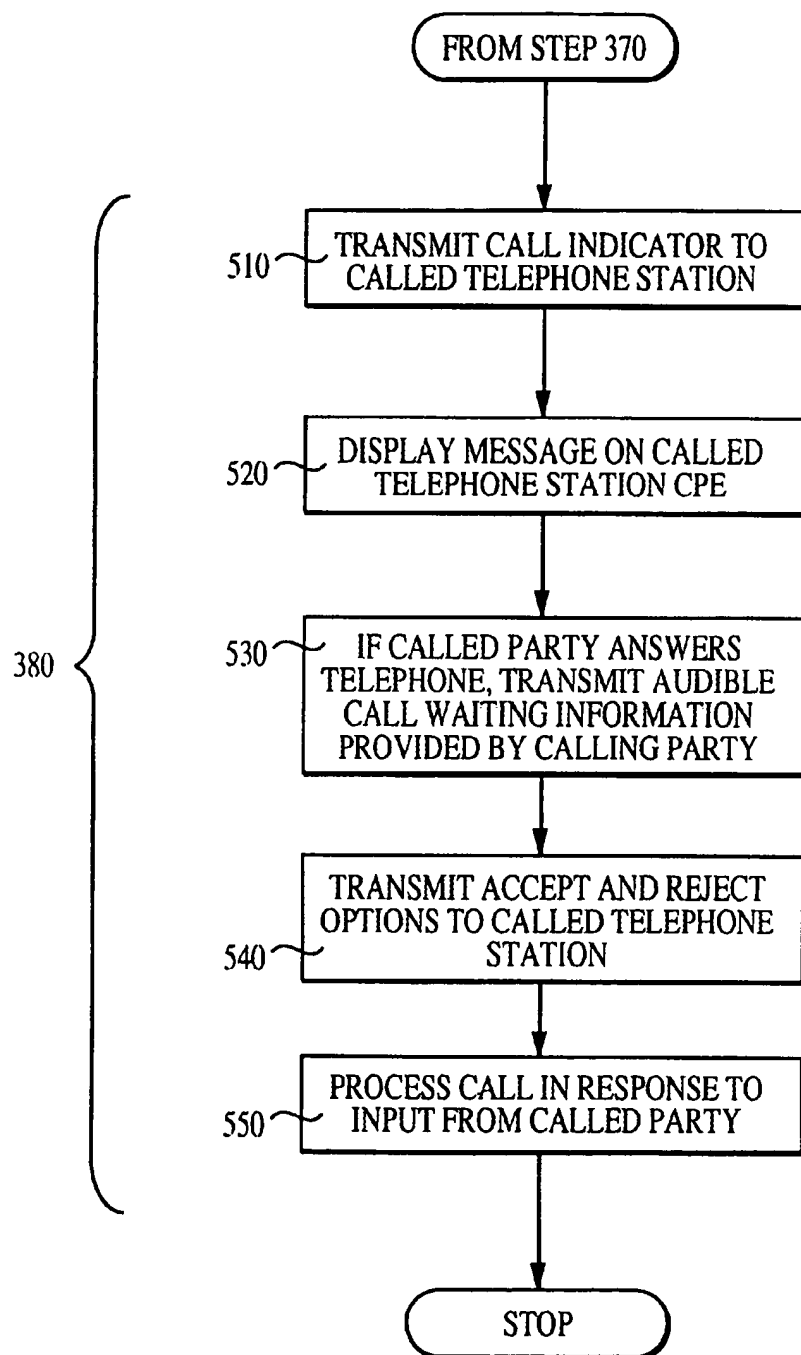 FROM STEP 370
510
TRANSMIT CALL INDICATOR TO
CALLED TELEPHONE STATION
520
DISPLAY MESSAGE ON CALLED
TELEPHONE STATION CPE
380
530
IF CALLED PARTY ANSWERS
TELEPHONE, TRANSMIT AUDIBLE
CALL WAITING INFORMATION
PROVIDED BY CALLING PARTY
540
TRANSMIT ACCEPT AND REJECT
OPTIONS TO CALLED TELEPHONE
STATION
550
PROCESS CALL IN RESPONSE TO
INPUT FROM CALLED PARTY
STOP